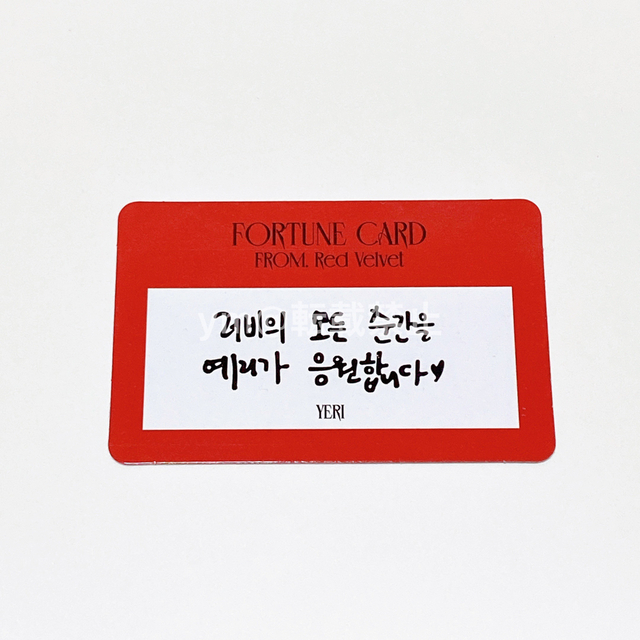 FORTUNE CARD
FROM. Red Velvet
러비의 모든 순간을
예리가 응원합니다♥
YERI